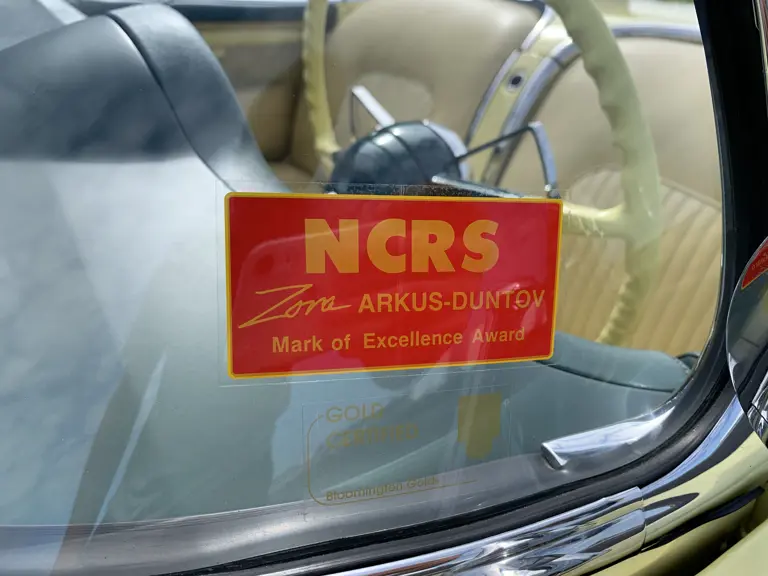 NCRS
Zora ARKUS-DUNTOV
Mark of Excellence Award
GOLD
CERTIFIED
Bloomington Gold®